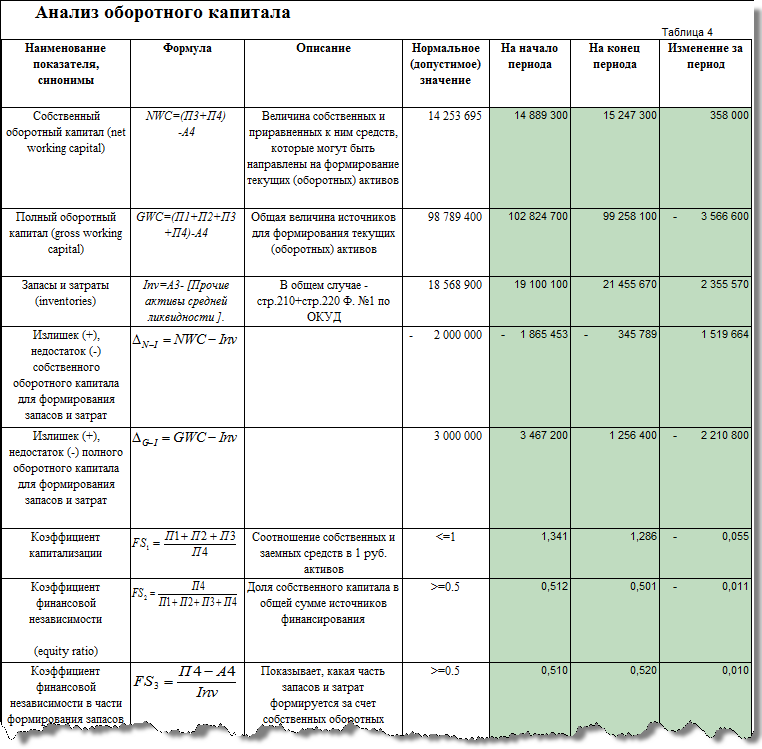 Анализ оборотного капитала
Таблица 4
Наименование показателя, синонимы
Формула
Описание
Нормальное (допустимое) значение
На начало периода
На конец периода
Изменение за период
Собственный
оборотный капитал (net
working capital)
NWC=(П3+П4)
-А4
Величина собственных и
приравненных к ним средств,
которые могут быть
направлены на формирование
текущих (оборотных) активов
14 253 695
14 889 300
15 247 300
358 000
Полный оборотный
капитал (gross working
capital)
GWC=(П1+П2+П3
+П4)-А4
Общая величина источников
для формирования текущих
(оборотных) активов
98 789 400
102 824 700
99 258 100
- 3 566 600
Запасы и затраты
(inventories)
Inv=А3- [Прочие
активы средней
ликвидности ].
В общем случае -
стр.210+стр.220 Ф. №1 по
ОКУД
18 568 900
19 100 100
21 455 670
2 355 570
Излишек (+),
недостаток (-)
собственного
оборотного капитала
для формирования
запасов и затрат
Δ_{N–I} = NWC – Inv
- 2 000 000
- 1 865 453
- 345 789
1 519 664
Излишек (+),
недостаток (-) полного
оборотного капитала
для формирования
запасов и затрат
Δ_{G–I} = GWC – Inv
3 000 000
3 467 200
1 256 400
- 2 210 800
Коэффициент
капитализации
FS₁ = (П1 + П2 + П3) / П4
Соотношение собственных и
заемных средств в 1 руб.
активов
<=1
1,341
1,286
- 0,055
Коэффициент
финансовой
независимости
(equity ratio)
FS₂ = П4 / (П1+П2+П3+П4)
Доля собственного капитала в
общей сумме источников
финансирования
>=0.5
0,512
0,501
- 0,011
Коэффициент
финансовой
независимости в части
формирования запасов
FS₃ = (П4 – А4) / Inv
Показывает, какая часть
запасов и затрат
формируется за счет
собственных оборотных
>=0.5
0,510
0,520
0,010